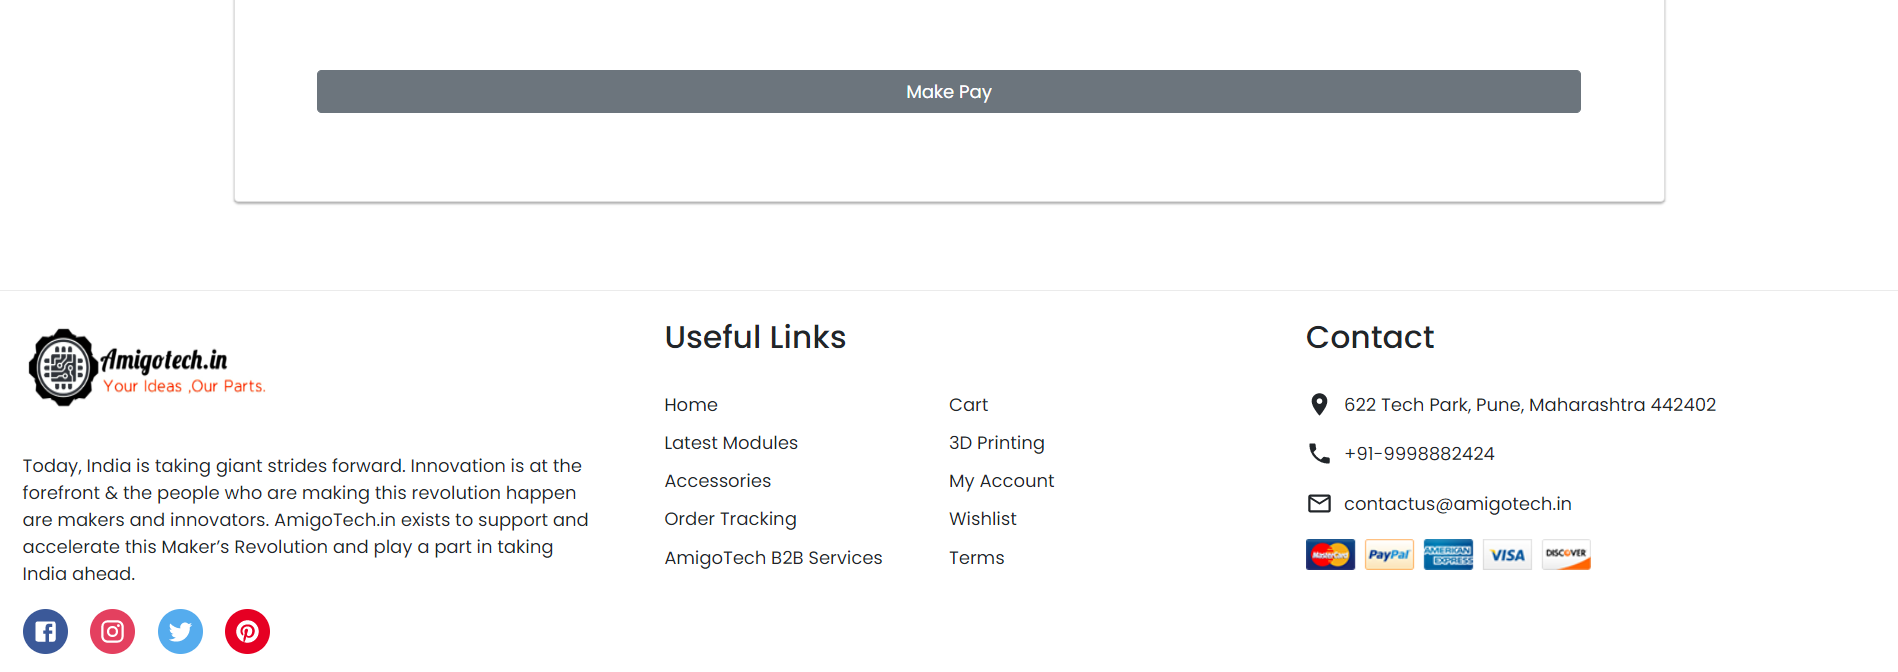 Make Pay
Amigotech.in
Your Ideas ,Our Parts.
Today, India is taking giant strides forward. Innovation is at the
forefront & the people who are making this revolution happen
are makers and innovators. AmigoTech.in exists to support and
accelerate this Maker’s Revolution and play a part in taking
India ahead.
Useful Links
Home
Latest Modules
Accessories
Order Tracking
AmigoTech B2B Services
Cart
3D Printing
My Account
Wishlist
Terms
Contact
622 Tech Park, Pune, Maharashtra 442402
+91-9998882424
contactus@amigotech.in
MasterCard
PayPal
AMERICAN EXPRESS
VISA
DISCOVER